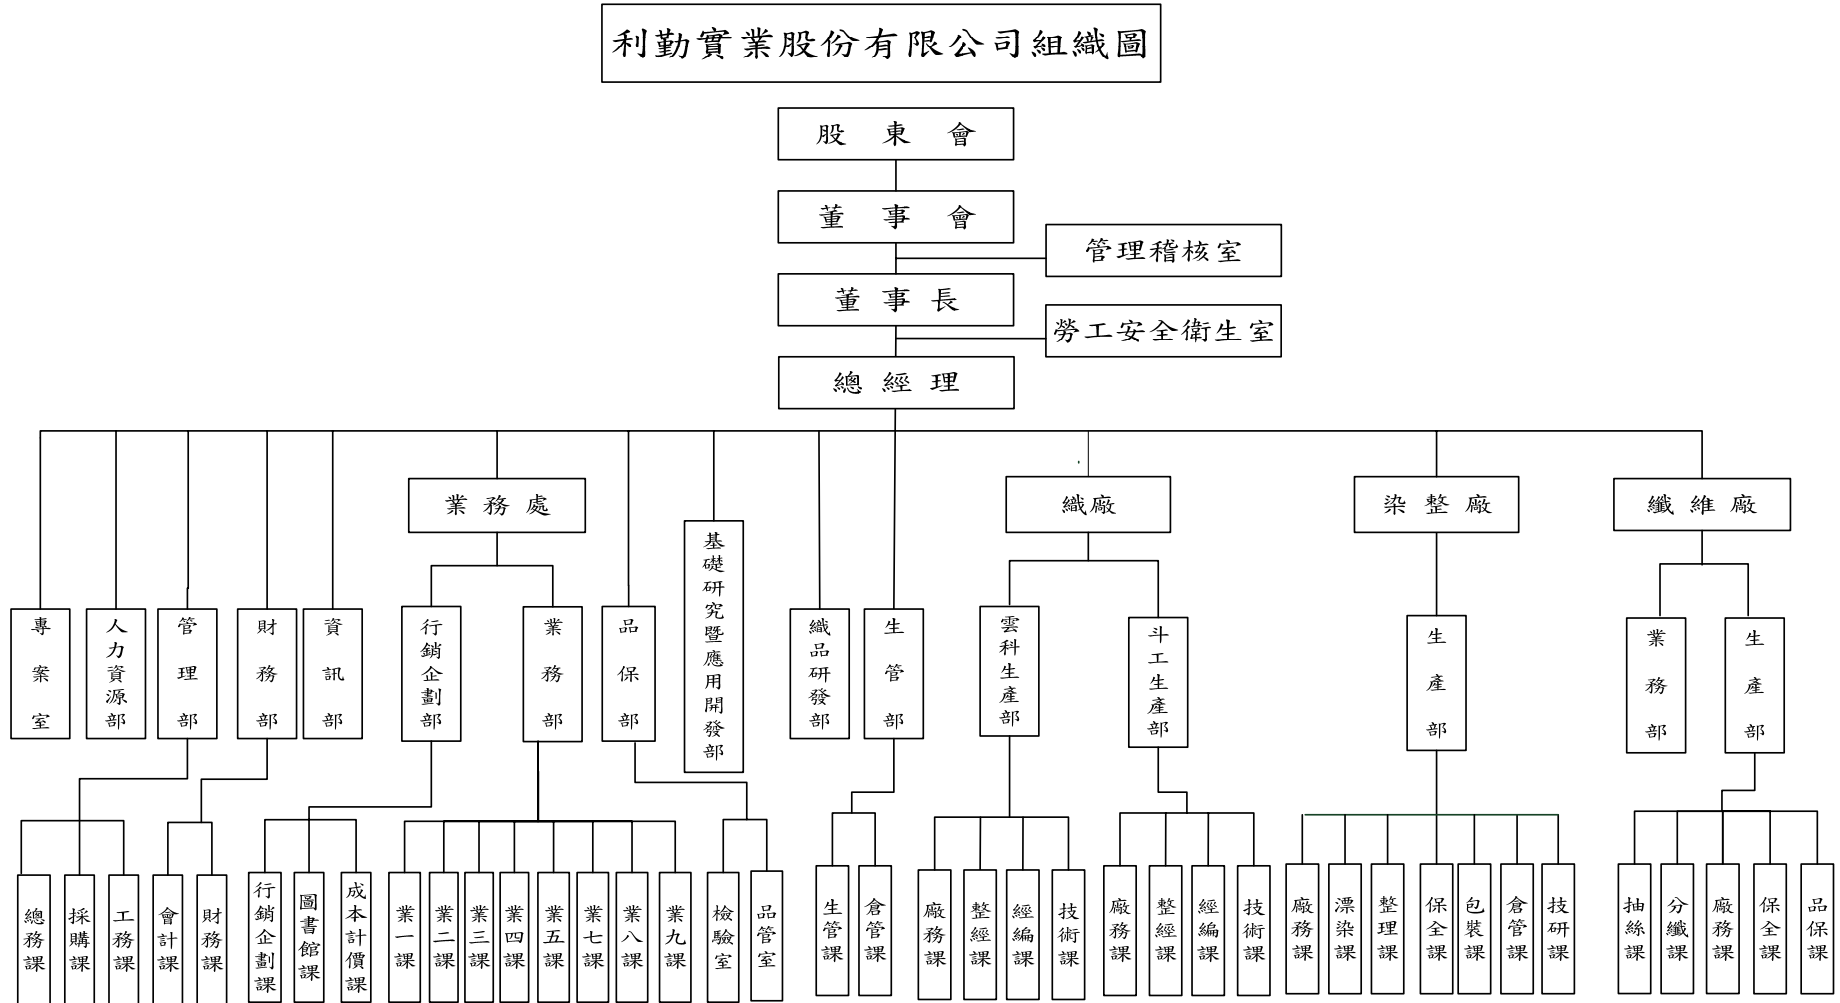 利勤實業股份有限公司組織圖
股東會
董事會
管理稽核室
董事長
勞工安全衛生室
總經理
業務處
織廠
染整廠
纖維廠
基礎研究暨應用開發部
專案室
人力資源部
管理部
財務部
資訊部
行銷企劃部
業務部
品保部
織品研發部
生管部
雲科生產部
斗工生產部
生產部
業務部
生產部
總務課
採購課
工務課
會計課
財務課
行銷企劃課
圖書館課
成本計價課
業一課
業二課
業三課
業四課
業五課
業七課
業八課
業九課
檢驗室
品管室
生管課
倉管課
廠務課
整經課
經編課
技術課
廠務課
整經課
經編課
技術課
廠務課
漂染課
整理課
保全課
包裝課
倉管課
技研課
抽絲課
分纖課
廠務課
保全課
品保課